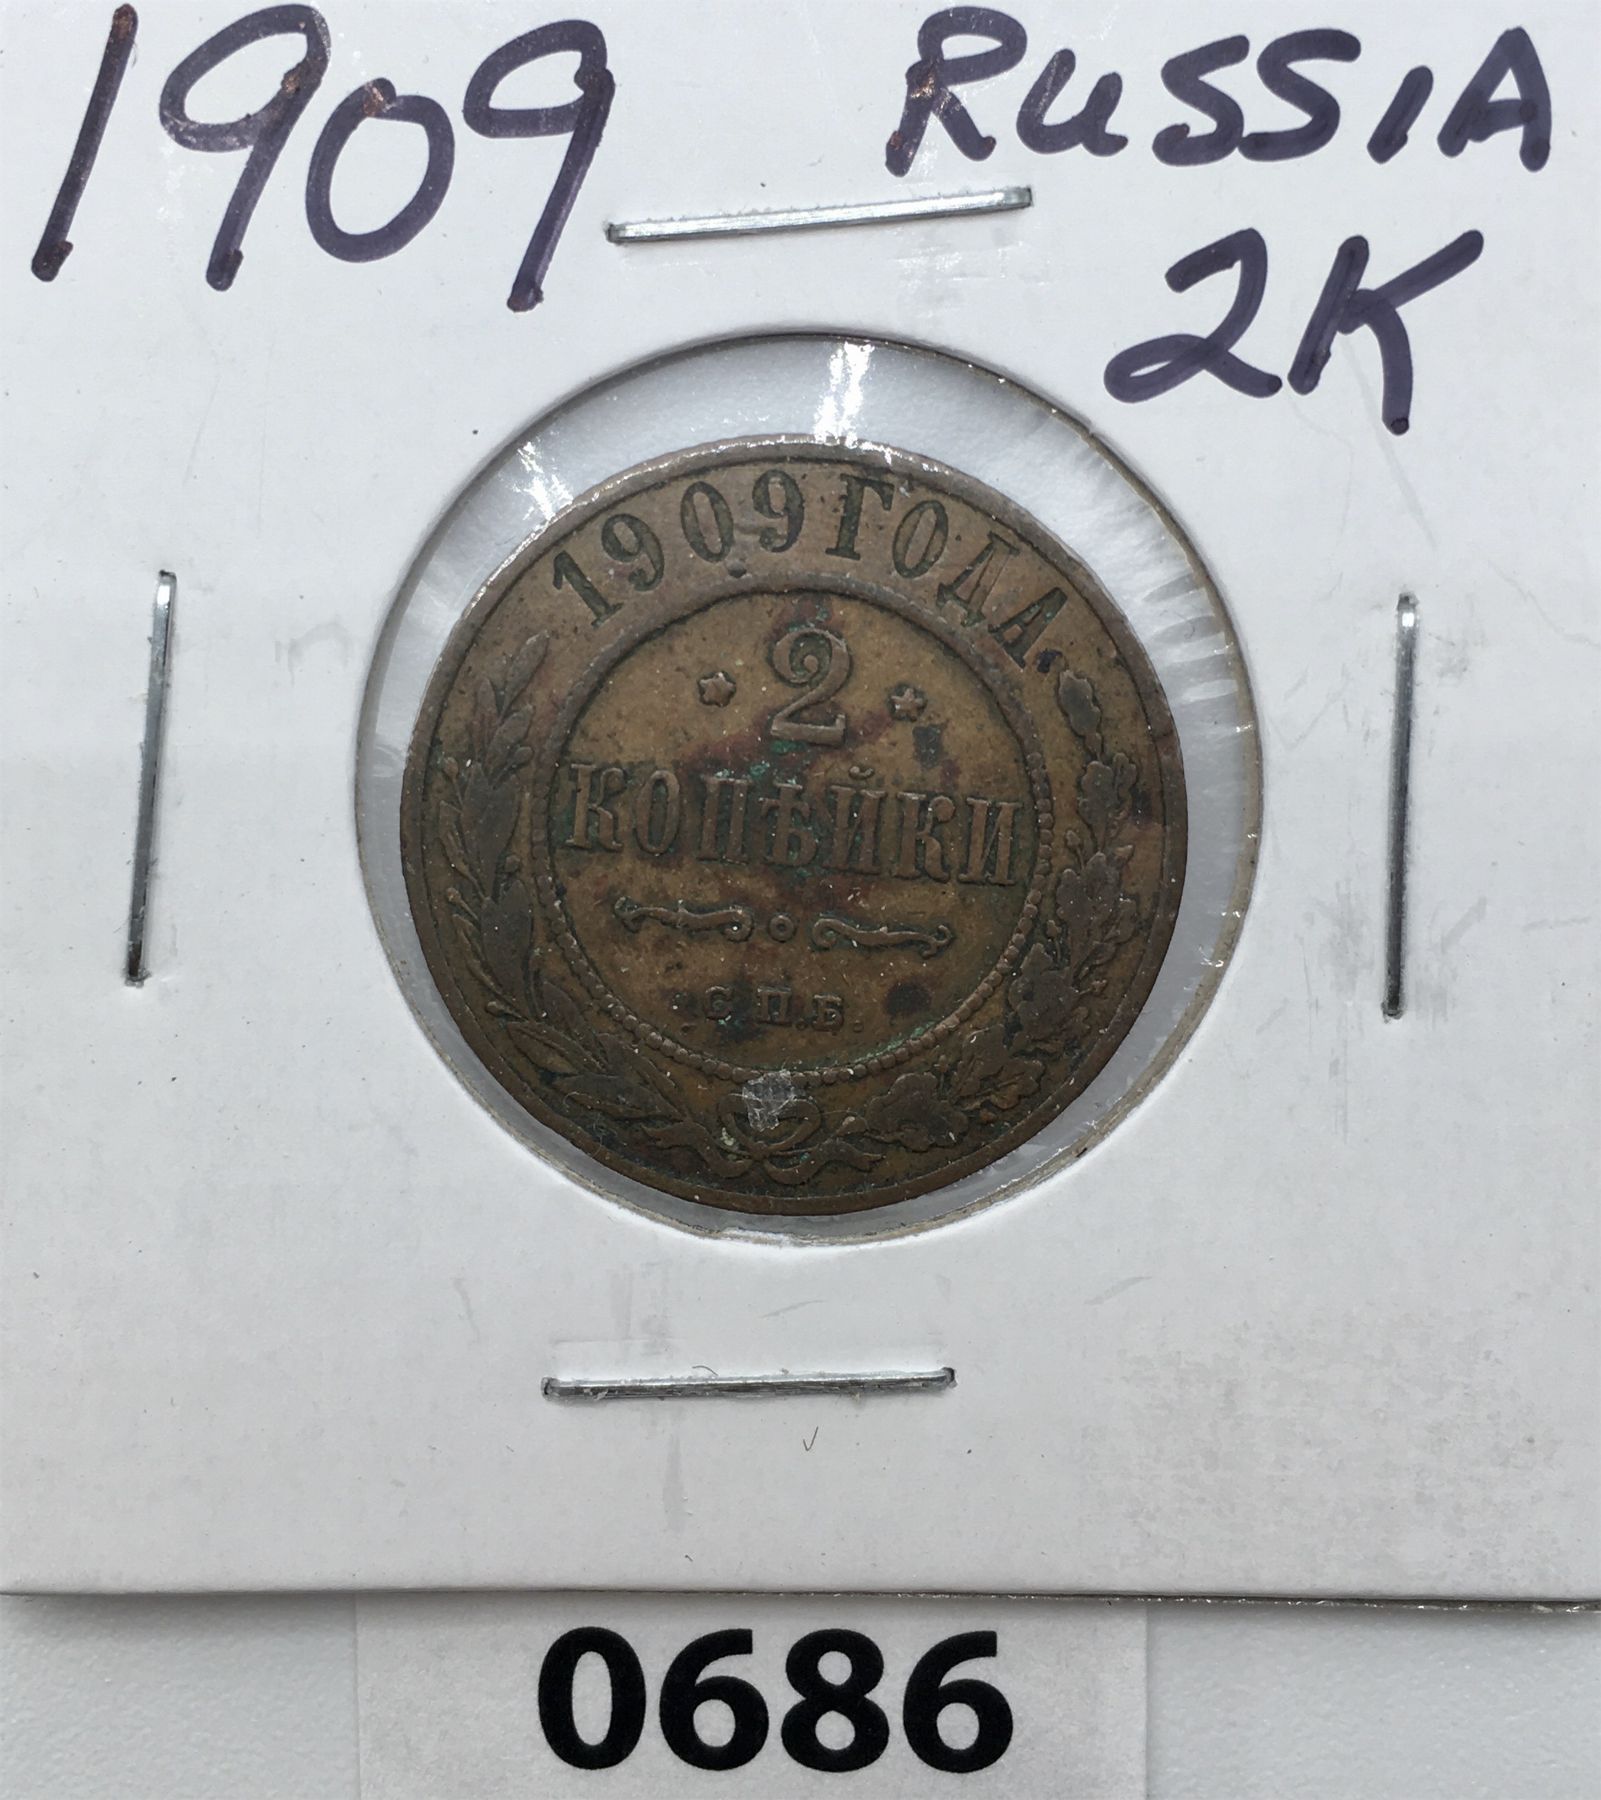 1909 RUSSIA
2K
1909 ГОДА.
2
КОПѢЙКИ
С.П.Б.
0686